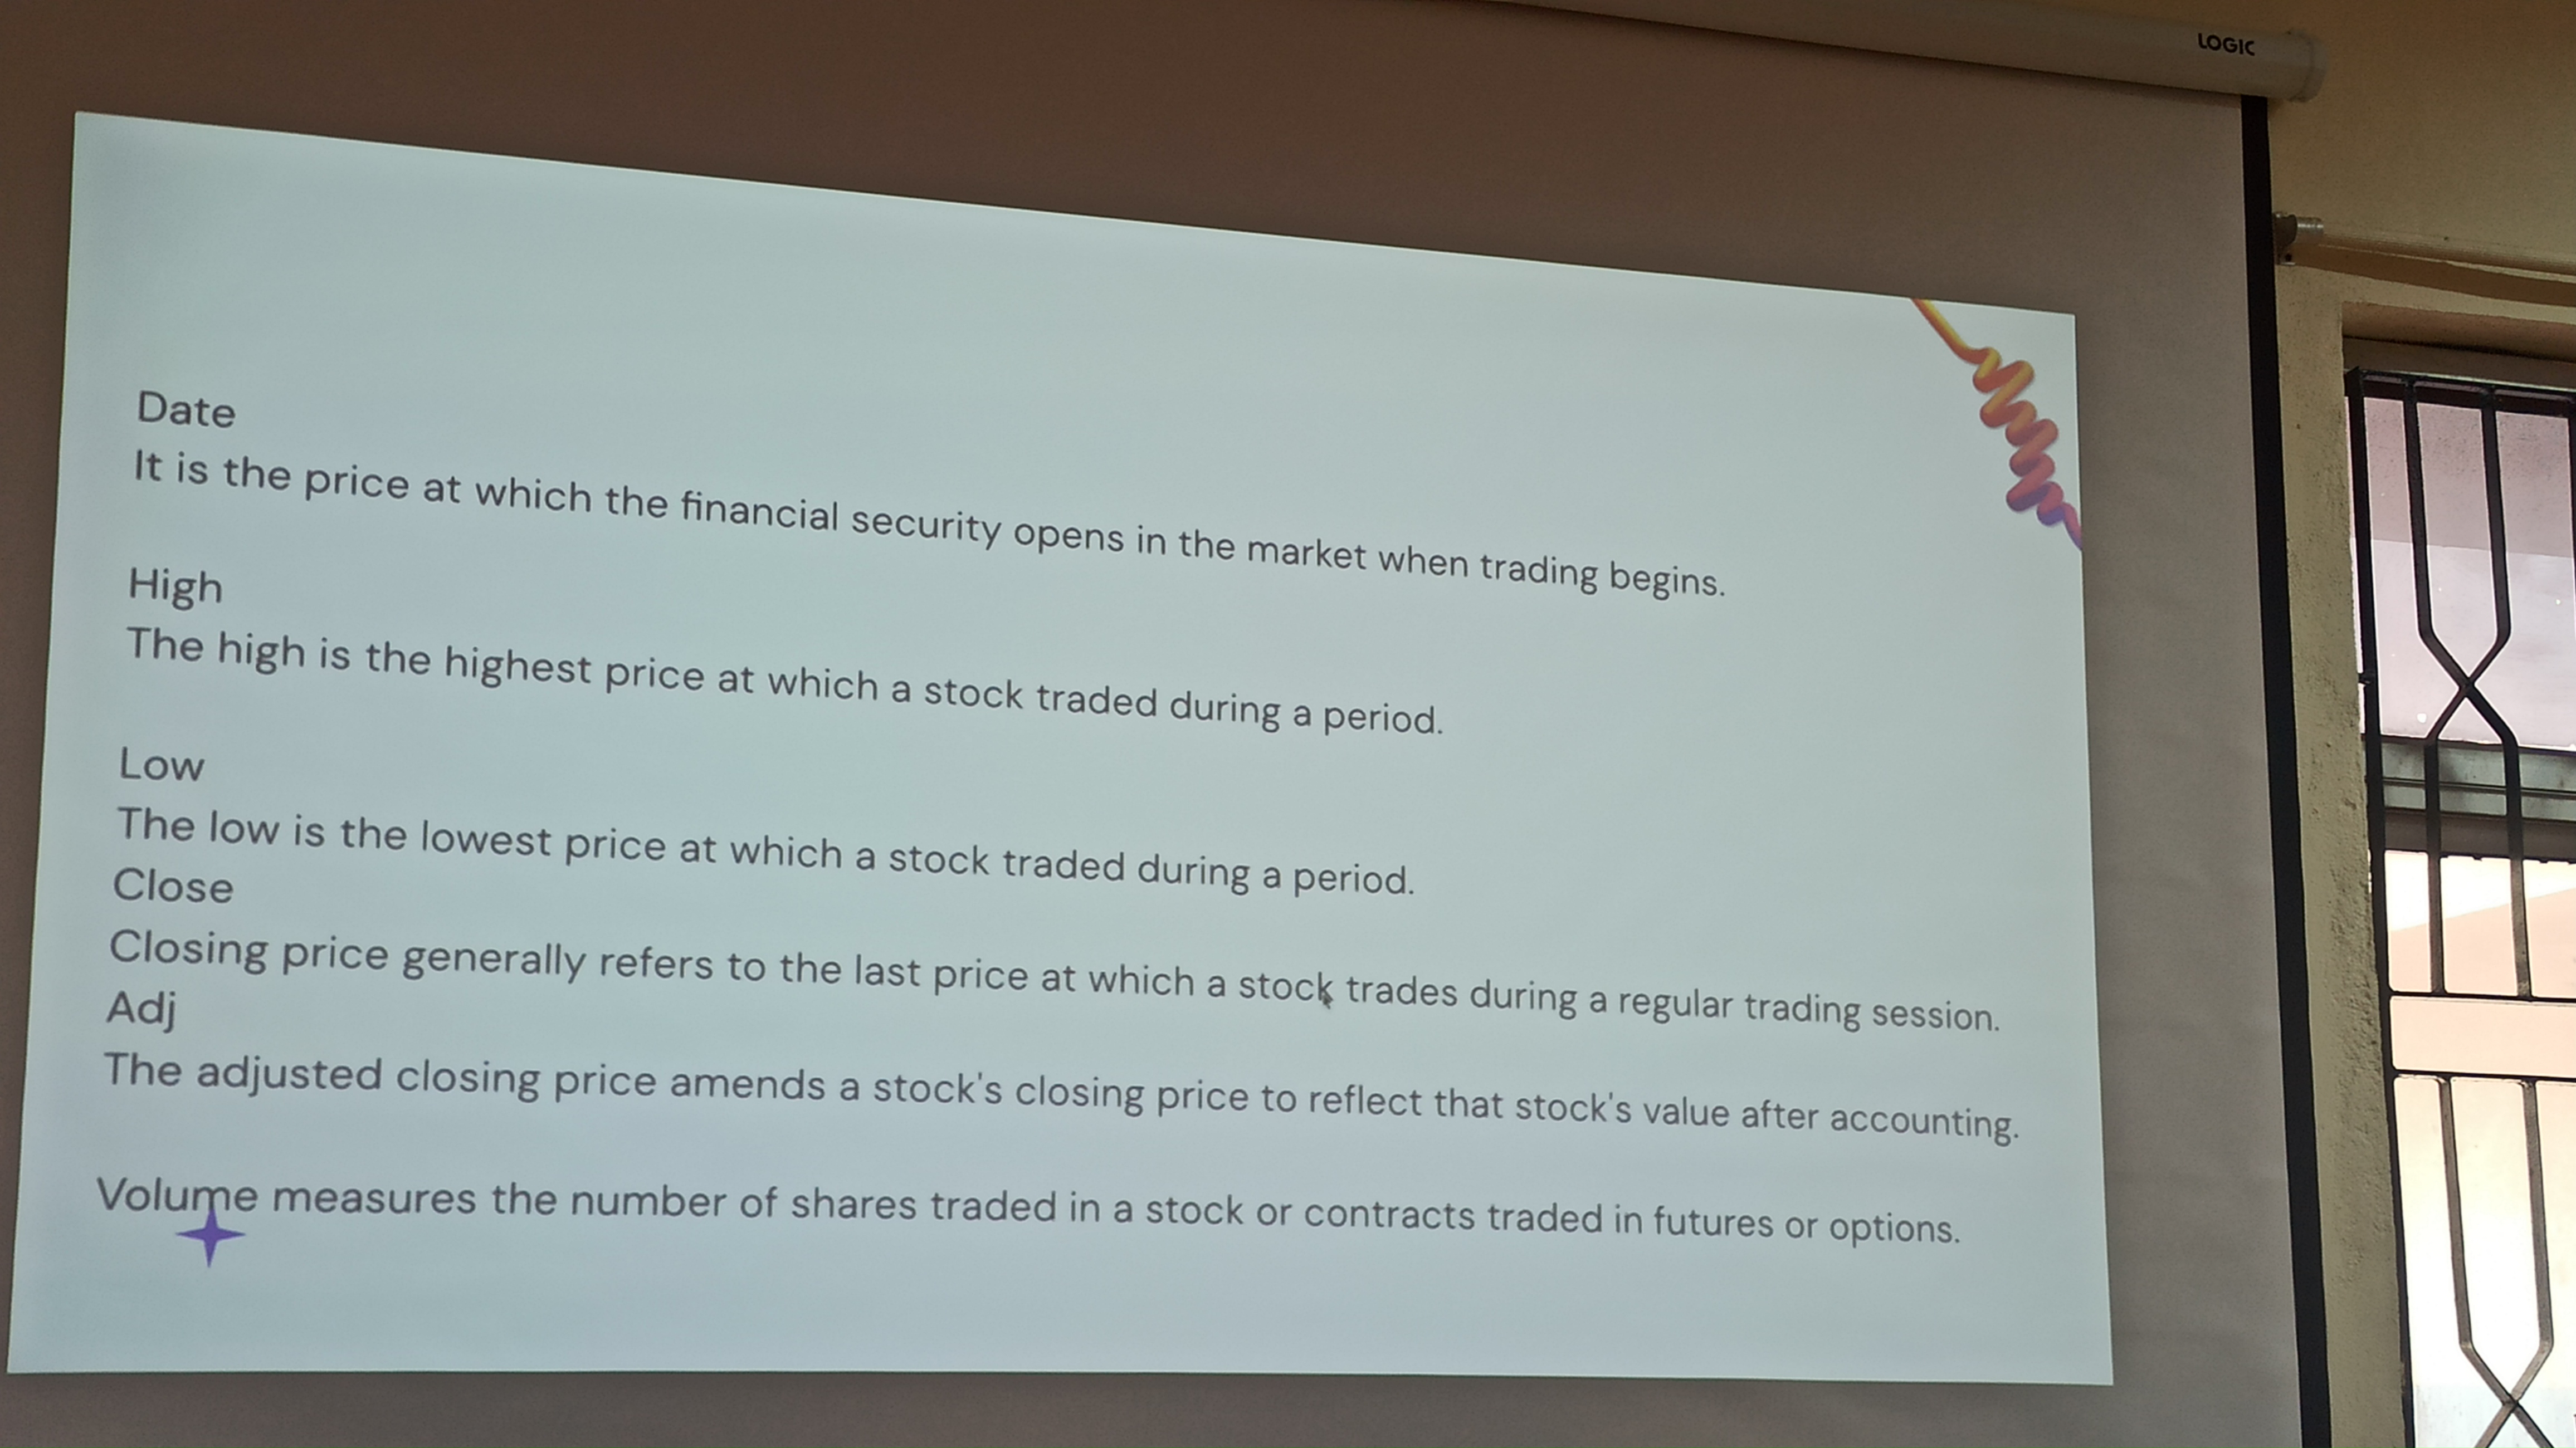 LOGIC
Date
It is the price at which the financial security opens in the market when trading begins.
High
The high is the highest price at which a stock traded during a period.
Low
The low is the lowest price at which a stock traded during a period.
Close
Closing price generally refers to the last price at which a stock trades during a regular trading session.
Adj
The adjusted closing price amends a stock's closing price to reflect that stock's value after accounting.
Volume measures the number of shares traded in a stock or contracts traded in futures or options.